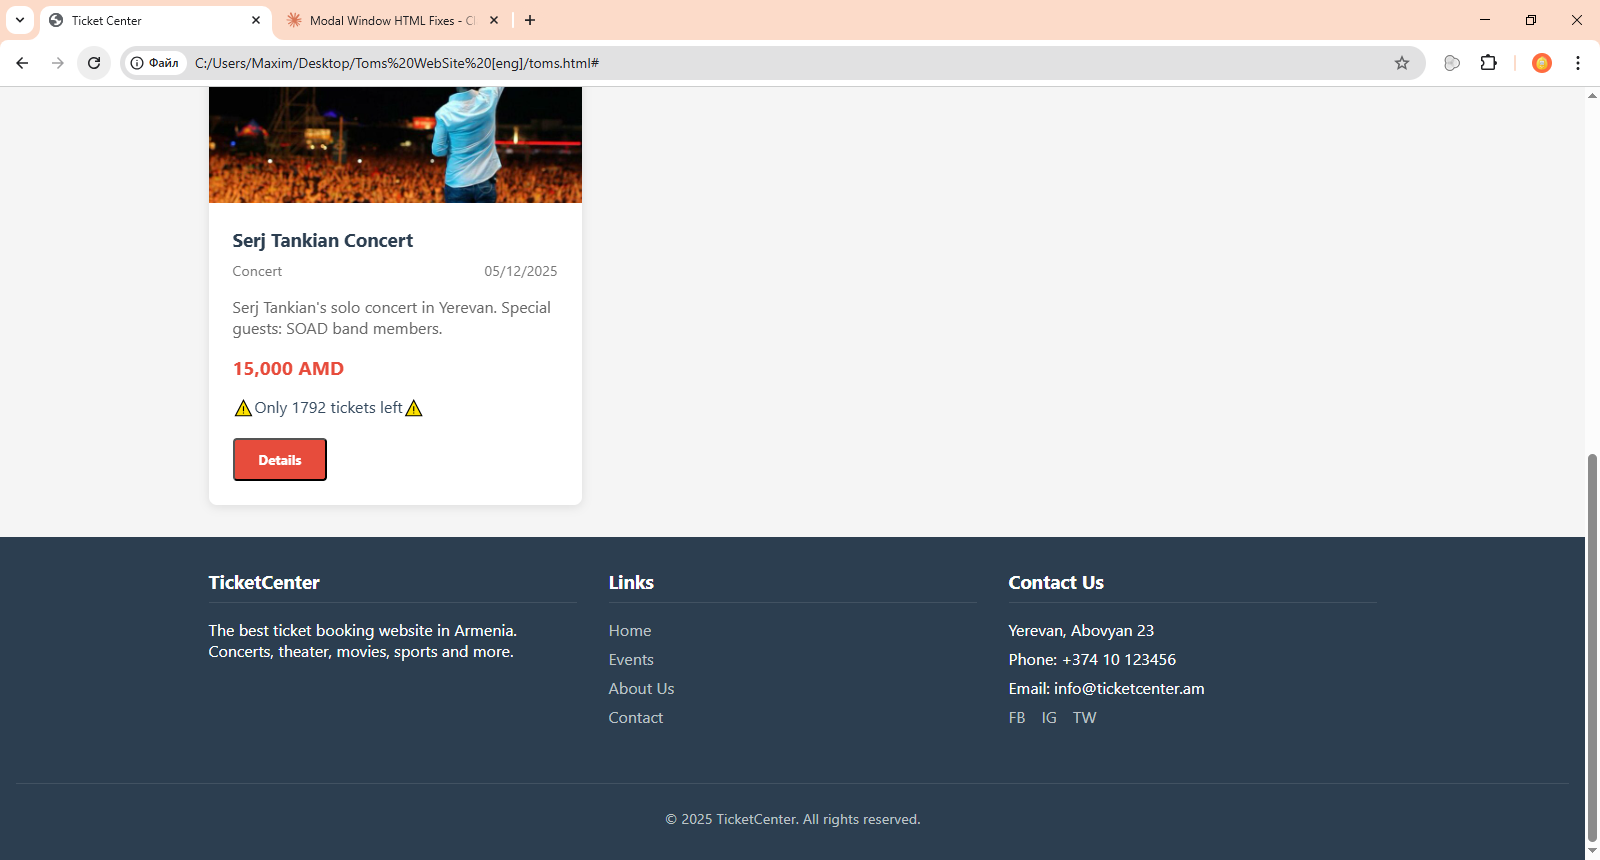 Ticket Center
Modal Window HTML Fixes - Cl
Файл
C:/Users/Maxim/Desktop/Toms%20WebSite%20[eng]/toms.html#
Serj Tankian Concert
Concert 05/12/2025
Serj Tankian's solo concert in Yerevan. Special
guests: SOAD band members.
15,000 AMD
⚠️Only 1792 tickets left⚠️
Details
TicketCenter
The best ticket booking website in Armenia.
Concerts, theater, movies, sports and more.
Links
Home
Events
About Us
Contact
Contact Us
Yerevan, Abovyan 23
Phone: +374 10 123456
Email: info@ticketcenter.am
FB IG TW
© 2025 TicketCenter. All rights reserved.